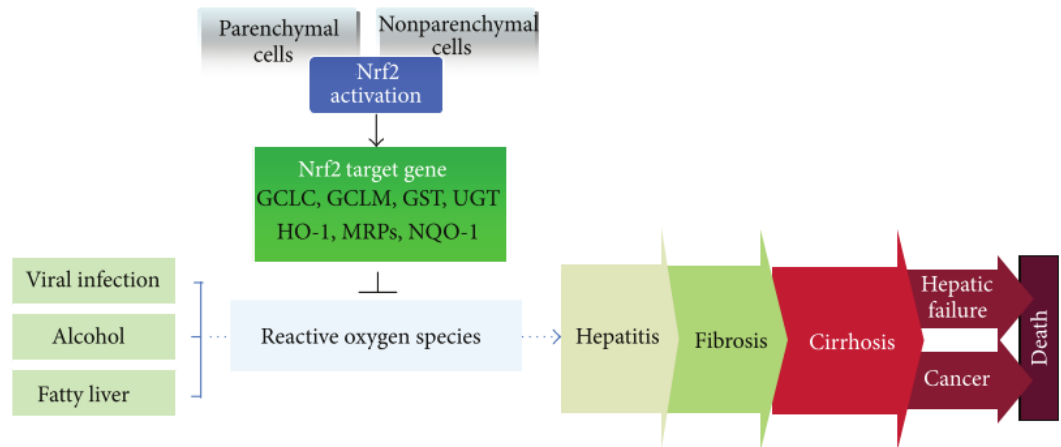 Parenchymal
cells
Nonparenchymal
cells
Nrf2
activation
Nrf2 target gene
GCLC, GCLM, GST, UGT
HO-1, MRPs, NQO-1
Viral infection
Alcohol
Fatty liver
Reactive oxygen species
Hepatitis
Fibrosis
Cirrhosis
Hepatic
failure
Cancer
Death